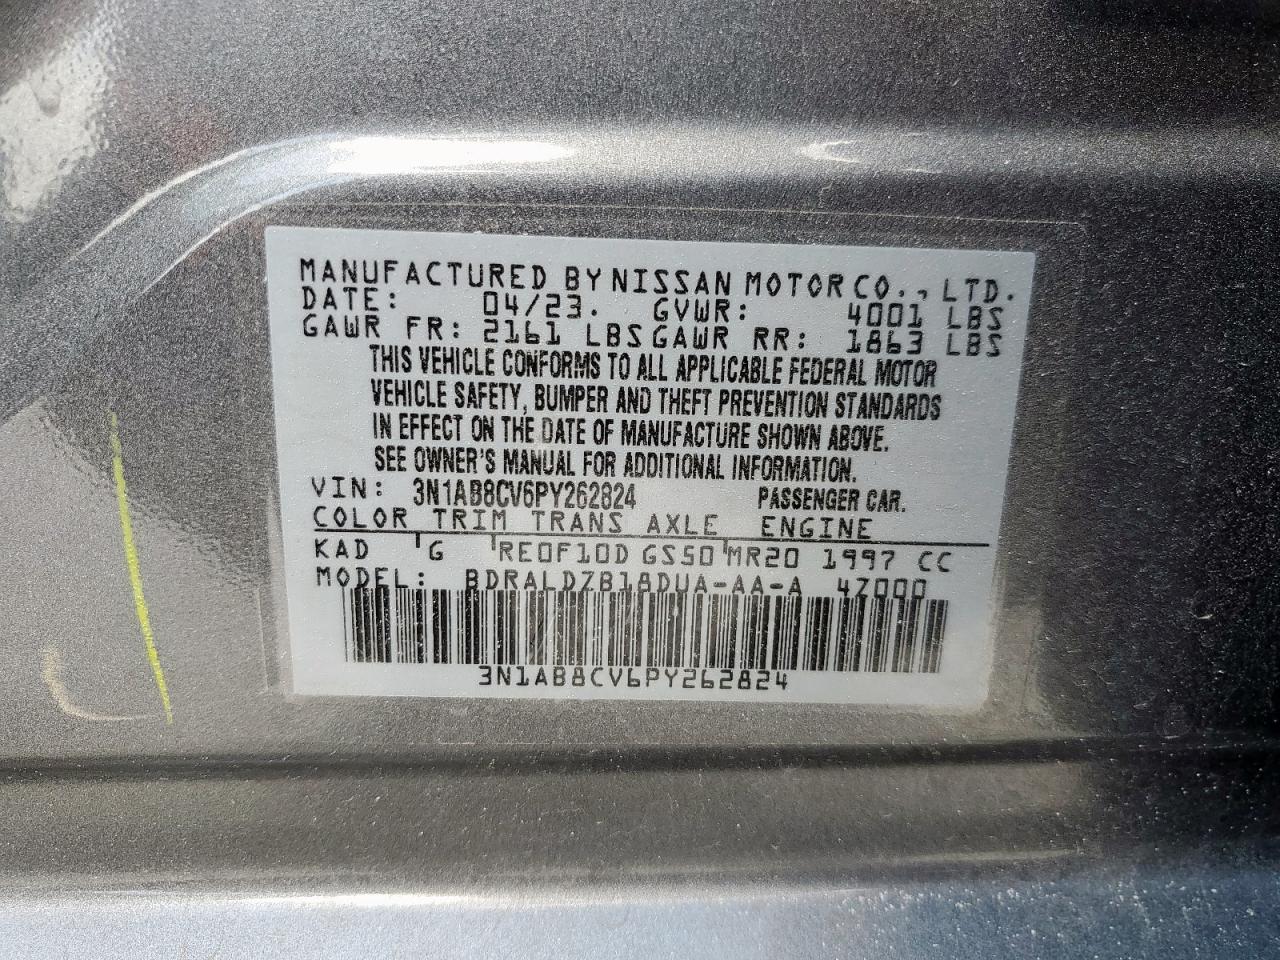 MANUFACTURED BY NISSAN MOTOR CO., LTD.
DATE: 04/23. GVWR: 4001 LBS
GAWR FR: 2161 LBS GAWR RR: 1863 LBS
THIS VEHICLE CONFORMS TO ALL APPLICABLE FEDERAL MOTOR
VEHICLE SAFETY, BUMPER AND THEFT PREVENTION STANDARDS
IN EFFECT ON THE DATE OF MANUFACTURE SHOWN ABOVE.
SEE OWNER'S MANUAL FOR ADDITIONAL INFORMATION.
VIN: 3N1AB8CV6PY262824 PASSENGER CAR.
COLOR TRIM TRANS AXLE ENGINE
KAD G RE0F10D GS50 MR20 1997 CC
MODEL: BDRALDZB18DUA-AA-A 4Z000
3N1AB8CV6PY262824